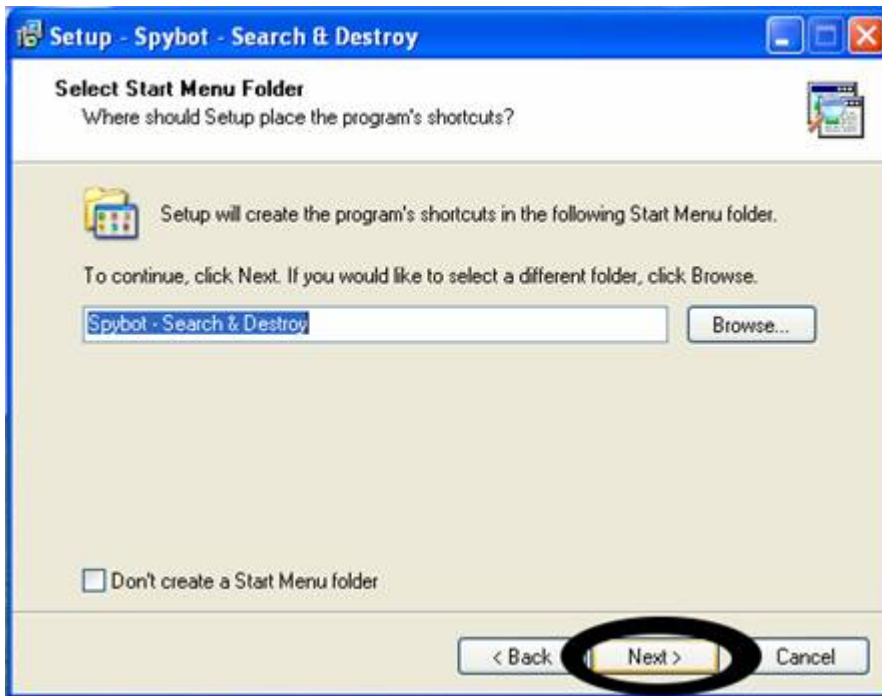 Setup - Spybot - Search & Destroy
Select Start Menu Folder
Where should Setup place the program's shortcuts?
Setup will create the program's shortcuts in the following Start Menu folder.
To continue, click Next. If you would like to select a different folder, click Browse.
Spybot - Search & Destroy
Browse...
Don't create a Start Menu folder
< Back
Next >
Cancel